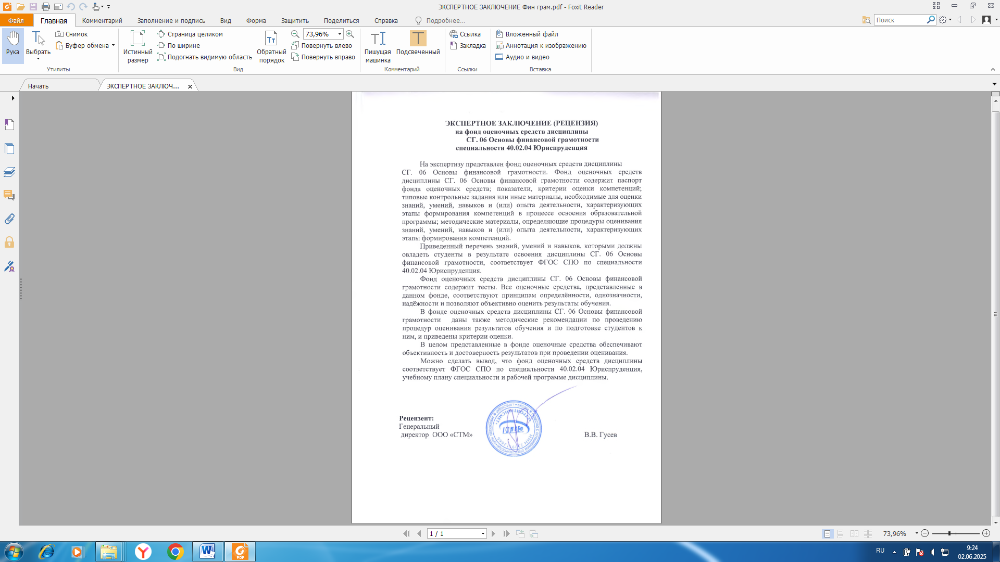 ЭКСПЕРТНОЕ ЗАКЛЮЧЕНИЕ Фин грам.pdf - Foxit Reader
Файл Главная Комментарий Заполнение и подпись Вид Форма Защитить Поделиться Справка Подробнее... Поиск
Рука
Выбрать
Снимок
Буфер обмена
Утилиты
Истинный размер
Страница целиком
По ширине
Подогнать видимую область
Обратный порядок
73,96%
Повернуть влево
Повернуть вправо
Вид
Пишущая машинка
Подсвеченный
Комментарий
Ссылка
Закладка
Ссылки
Вложенный файл
Аннотация к изображению
Аудио и видео
Вставка
Начать
ЭКСПЕРТНОЕ ЗАКЛЮЧ...
ЭКСПЕРТНОЕ ЗАКЛЮЧЕНИЕ (РЕЦЕНЗИЯ)
на фонд оценочных средств дисциплины
СГ. 06 Основы финансовой грамотности
специальности 40.02.04 Юриспруденция
На экспертизу представлен фонд оценочных средств дисциплины
СГ. 06 Основы финансовой грамотности. Фонд оценочных средств
дисциплины СГ. 06 Основы финансовой грамотности содержит паспорт
фонда оценочных средств; показатели, критерии оценки компетенций;
типовые контрольные задания или иные материалы, необходимые для оценки
знаний, умений, навыков и (или) опыта деятельности, характеризующих
этапы формирования компетенций в процессе освоения образовательной
программы; методические материалы, определяющие процедуры оценивания
знаний, умений, навыков и (или) опыта деятельности, характеризующих
этапы формирования компетенций.
Приведенный перечень знаний, умений и навыков, которыми должны
овладеть студенты в результате освоения дисциплины СГ. 06 Основы
финансовой грамотности, соответствует ФГОС СПО по специальности
40.02.04 Юриспруденция.
Фонд оценочных средств дисциплины СГ. 06 Основы финансовой
грамотности содержит тесты. Все оценочные средства, представленные в
данном фонде, соответствуют принципам определённости, однозначности,
надёжности и позволяют объективно оценить результаты обучения.
В фонде оценочных средств дисциплины СГ. 06 Основы финансовой
грамотности даны также методические рекомендации по проведению
процедур оценивания результатов обучения и по подготовке студентов к
ним, и приведены критерии оценки.
В целом представленные в фонде оценочные средства обеспечивают
объективность и достоверность результатов при проведении оценивания.
Можно сделать вывод, что фонд оценочных средств дисциплины
соответствует ФГОС СПО по специальности 40.02.04 Юриспруденция,
учебному плану специальности и рабочей программе дисциплины.
Рецензент:
Генеральный
директор ООО «СТМ»
В.В. Гусев
1 / 1
73,96%
RU
9:24
02.06.2025